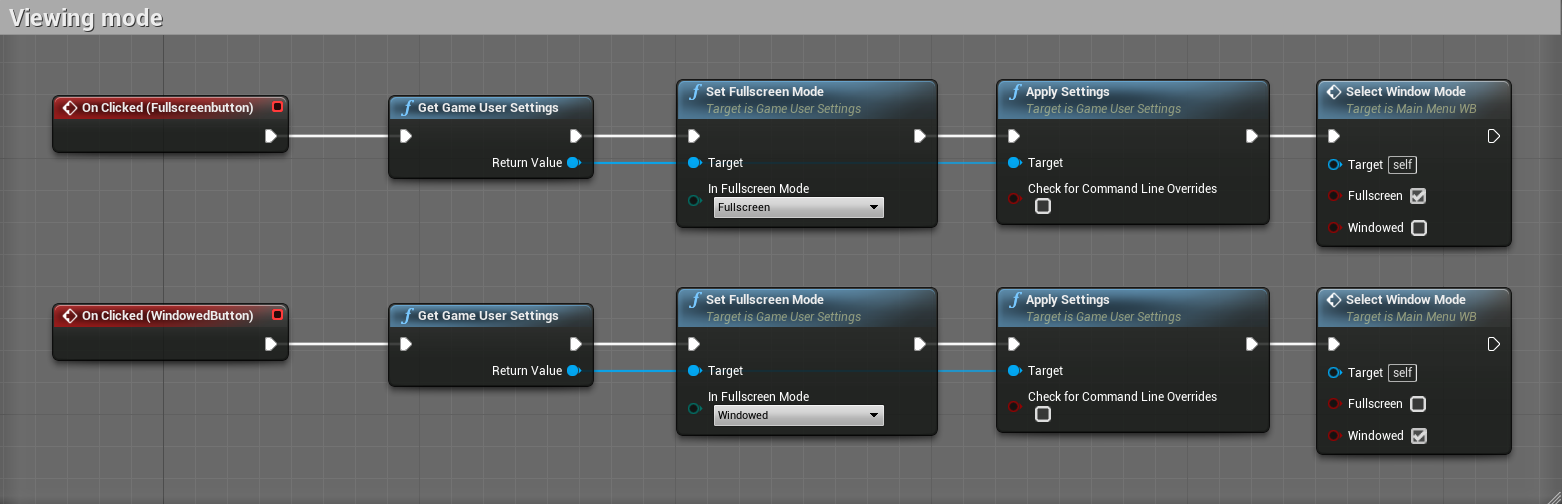 Viewing mode
On Clicked (Fullscreenbutton)
Get Game User Settings
Return Value
Set Fullscreen Mode
Target is Game User Settings
Target
In Fullscreen Mode
Fullscreen
Apply Settings
Target is Game User Settings
Target
Check for Command Line Overrides
Select Window Mode
Target is Main Menu WB
Target self
Fullscreen
Windowed
On Clicked (WindowedButton)
Get Game User Settings
Return Value
Set Fullscreen Mode
Target is Game User Settings
Target
In Fullscreen Mode
Windowed
Apply Settings
Target is Game User Settings
Target
Check for Command Line Overrides
Select Window Mode
Target is Main Menu WB
Target self
Fullscreen
Windowed